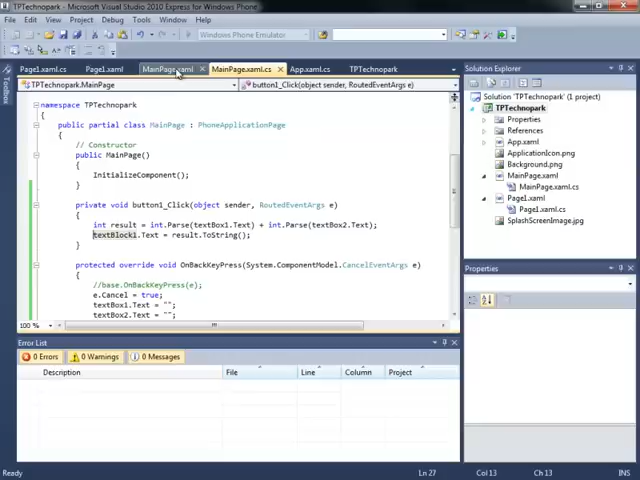 TPTechnopark - Microsoft Visual Studio 2010 Express for Windows Phone
File Edit View Project Debug Tools Window Help
Windows Phone Emulator
Page1.xaml.cs Page1.xaml MainPage.xaml MainPage.xaml.cs App.xaml.cs TPTechnopark
TPTechnopark.MainPage button1_Click(object sender, RoutedEventArgs e)
namespace TPTechnopark
{
public partial class MainPage : PhoneApplicationPage
{
// Constructor
public MainPage()
{
InitializeComponent();
}
private void button1_Click(object sender, RoutedEventArgs e)
{
int result = int.Parse(textBox1.Text) + int.Parse(textBox2.Text);
textBlock1.Text = result.ToString();
}
protected override void OnBackKeyPress(System.ComponentModel.CancelEventArgs e)
{
//base.OnBackKeyPress(e);
e.Cancel = true;
textBox1.Text = "";
textBox2.Text = "";
100 %
Toolbox
Solution Explorer
Solution 'TPTechnopark' (1 project)
TPTechnopark
Properties
References
App.xaml
ApplicationIcon.png
Background.png
MainPage.xaml
MainPage.xaml.cs
Page1.xaml
Page1.xaml.cs
SplashScreenImage.jpg
Properties
Error List
0 Errors 0 Warnings 0 Messages
Description File Line Column Project
Ready Ln 27 Col 13 Ch 13 INS